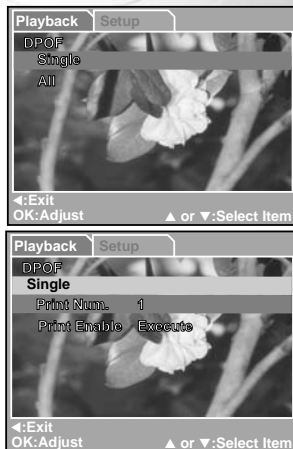 Playback Setup
DPOF
Single
All
◄:Exit
OK:Adjust ▲ or ▼:Select Item
Playback Setup
DPOF
Single
Print Num. 1
Print Enable Execute
◄:Exit
OK:Adjust ▲ or ▼:Select Item